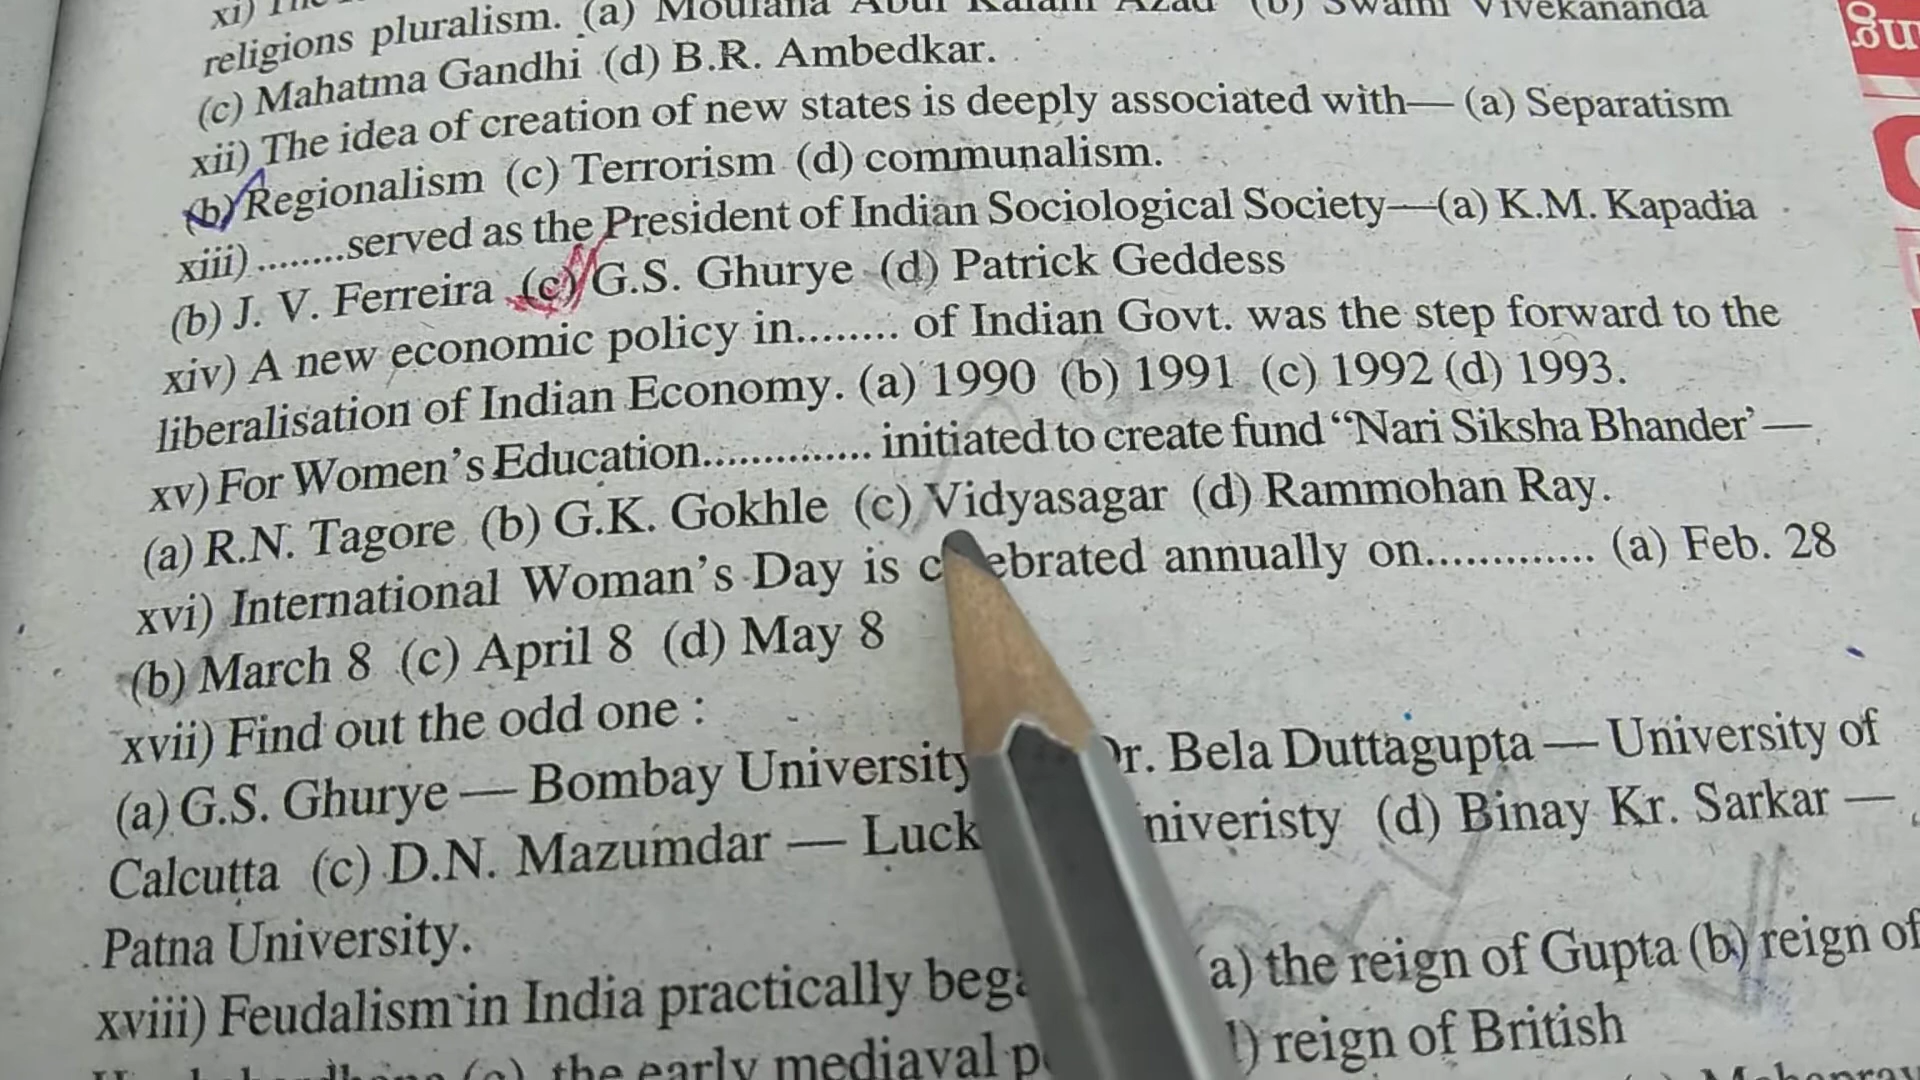 xi)
religions pluralism. (a) Moulana Abul Kalam Azad (b) Swami Vivekananda
(c) Mahatma Gandhi (d) B.R. Ambedkar.
xii) The idea of creation of new states is deeply associated with— (a) Separatism
(b) Regionalism (c) Terrorism (d) communalism.
xiii) ........served as the President of Indian Sociological Society—(a) K.M. Kapadia
(b) J. V. Ferreira (c) G.S. Ghurye (d) Patrick Geddess
xiv) A new economic policy in........ of Indian Govt. was the step forward to the
liberalisation of Indian Economy. (a) 1990 (b) 1991 (c) 1992 (d) 1993.
xv) For Women's Education.............. initiated to create fund “Nari Siksha Bhander’—
(a) R.N. Tagore (b) G.K. Gokhle (c) Vidyasagar (d) Rammohan Ray.
xvi) International Woman's Day is annually on............. (a) Feb. 28
(b) March 8 (c) April 8 (d) May 8
xvii) Find out the odd one :
(a) G.S. Ghurye — Bombay University Dr. Bela Duttagupta — University of
Calcutta (c) D.N. Mazumdar — Luck niveristy (d) Binay Kr. Sarkar —
Patna University.
xviii) Feudalism in India practically bega (a) the reign of Gupta (b) reign of
(c) the early mediaval p d) reign of British